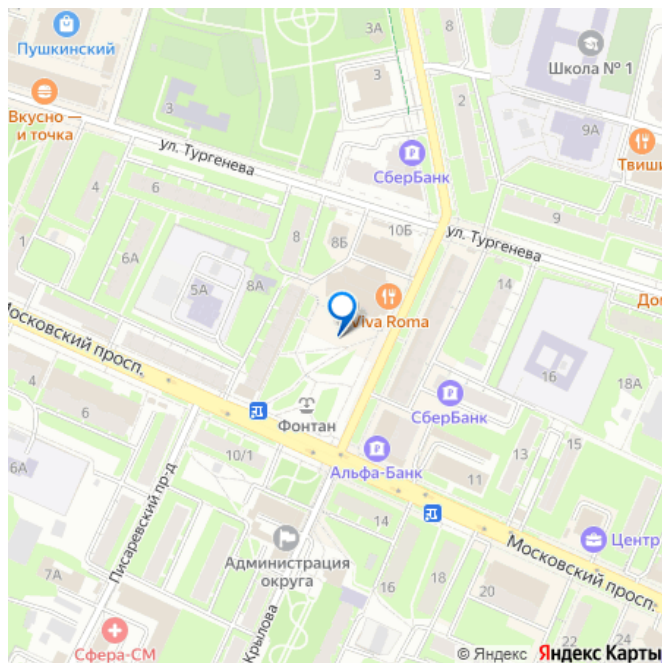 3А
8
Пушкинский
3
Школа № 1
2
Вкусно —
и точка
3
9А
ул. Тургенева
СберБанк
Твиши
4
6
10Б
9
1
8
8Б
ул. Тургенева
6А
5А
8А
14
Viva Roma
Дом
Московский просп.
16
18А
4
6
СберБанк
Фонтан
10/1
13
15
6А
Альфа-Банк
11
14
Писаревский пр-д
Администрация
округа
Центр
Московский просп.
7А
16
18
20
Крылова
Сфера-СМ
22
24
© Яндекс Яндекс Карты